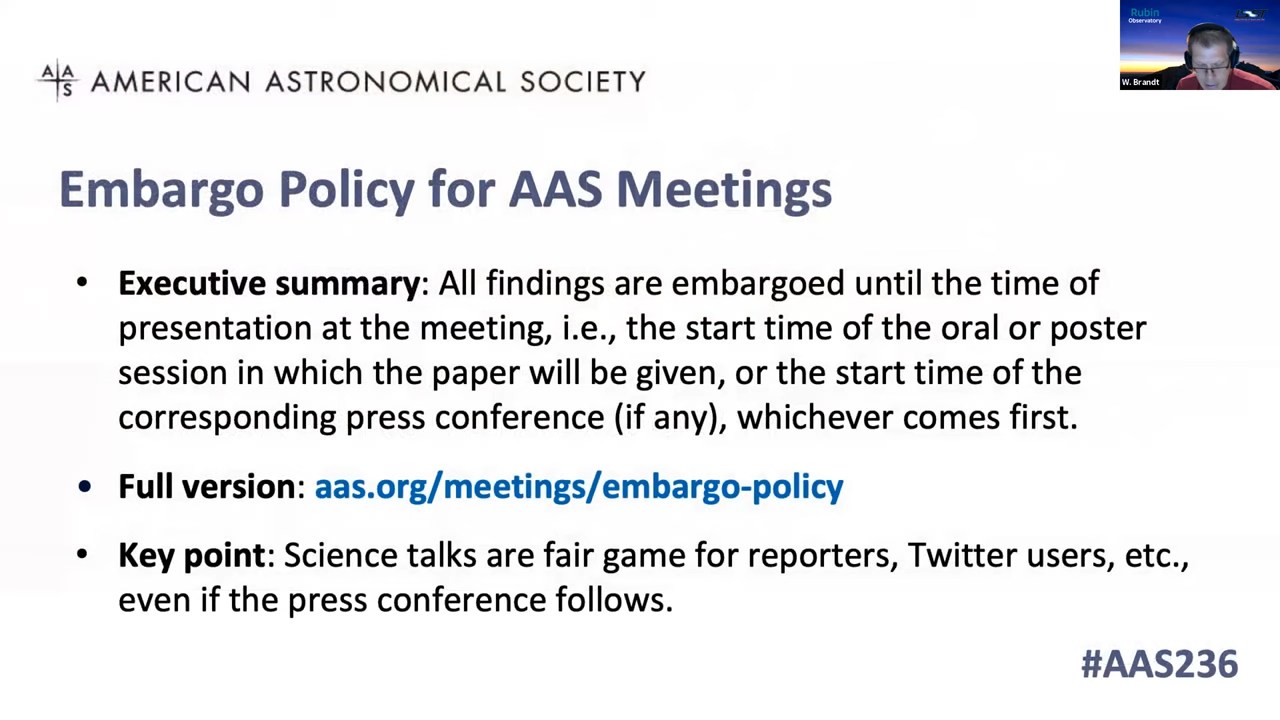 Rubin
Observatory
W. Brandt
AAS
AMERICAN ASTRONOMICAL SOCIETY
Embargo Policy for AAS Meetings
• Executive summary: All findings are embargoed until the time of
presentation at the meeting, i.e., the start time of the oral or poster
session in which the paper will be given, or the start time of the
corresponding press conference (if any), whichever comes first.
• Full version: aas.org/meetings/embargo-policy
• Key point: Science talks are fair game for reporters, Twitter users, etc.,
even if the press conference follows.
#AAS236